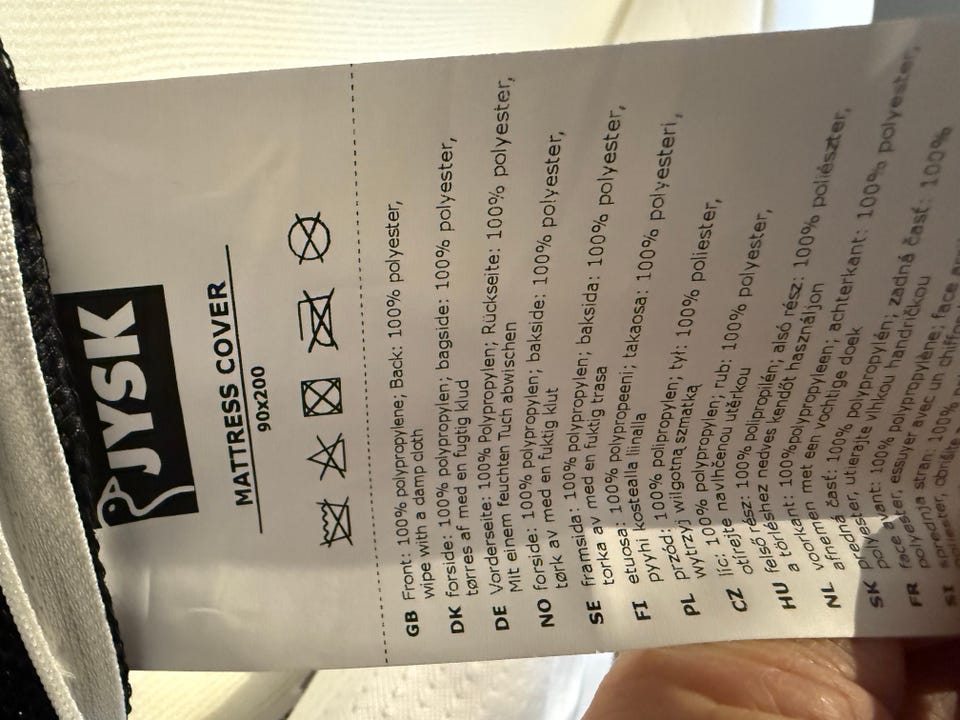 JYSK
MATTRESS COVER
90x200
GB Front: 100% polypropylene; Back: 100% polyester,
wipe with a damp cloth
DK forside: 100% polypropylen; bagside: 100% polyester,
tørres af med en fugtig klud
DE Vorderseite: 100% Polypropylen; Rückseite: 100% polyester,
Mit einem feuchten Tuch abwischen
NO forside: 100% polypropylen; bakside: 100% polyester,
tørk av med en fuktig klut
SE framsida: 100% polypropylen; baksida: 100% polyester,
torka av med en fuktig trasa
FI etuosa: 100% polypropeeni; takaosa: 100% polyesteri,
pyyhi kostealla liinalla
PL przód: 100% polipropylen; tył: 100% poliester,
wytrzyj wilgotną szmatką
CZ líc: 100% polypropylen; rub: 100% polyester,
otírejte navlhčenou utěrkou
HU felső rész: 100% polipropilén; alsó rész: 100% poliészter,
a törléshez nedves kendőt használjon
NL voorkant: 100%polypropyleen; achterkant: 100% polyester,
afnemen met een vochtige doek
SK predná časť: 100% polypropylén; zadná časť: 100%
polyester, utierajte vlhkou handričkou
FR face avant: 100% polypropylène; face
polyester, essuyer avec un chiffon
SI sprednja stran: 100%